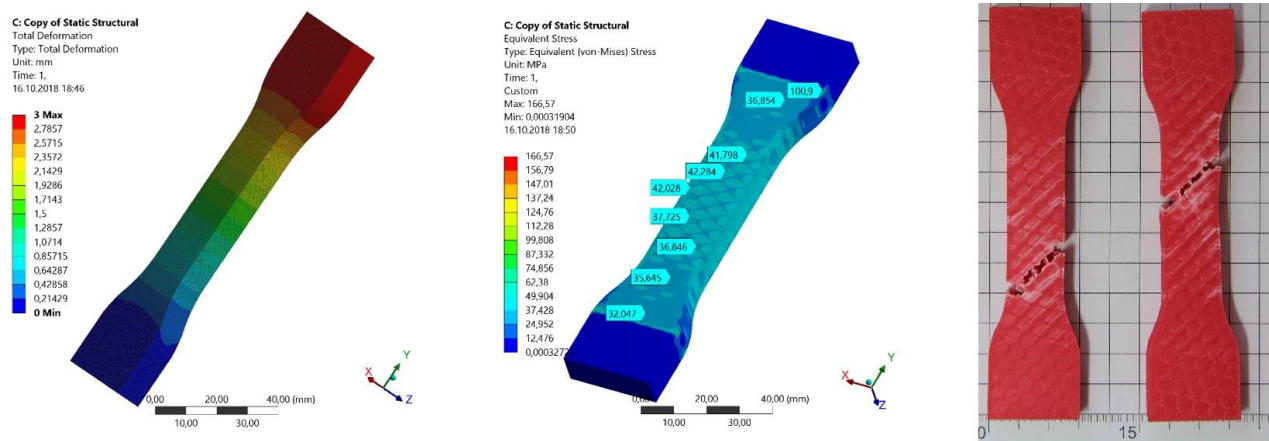 C: Copy of Static Structural
Total Deformation
Type: Total Deformation
Unit: mm
Time: 1,
16.10.2018 18:46
3 Max
2,7857
2,5715
2,3572
2,1429
1,9286
1,7143
1,5
1,2857
1,0714
0,85715
0,64287
0,42858
0,21429
0 Min
X
Y
Z
0,00
20,00
40,00 (mm)
10,00
30,00
C: Copy of Static Structural
Equivalent Stress
Type: Equivalent (von-Mises) Stress
Unit: MPa
Time: 1,
Custom
Max: 166,57
Min: 0,00031904
16.10.2018 18:50
166,57
156,79
147,01
137,24
124,76
112,28
99,808
87,332
74,856
62,38
49,904
37,428
24,952
12,476
0,0003272
100,9
36,854
41,798
42,284
42,028
37,725
36,846
35,645
32,047
X
Y
Z
20,00
40,00 (mm)
10,00
30,00
0
15